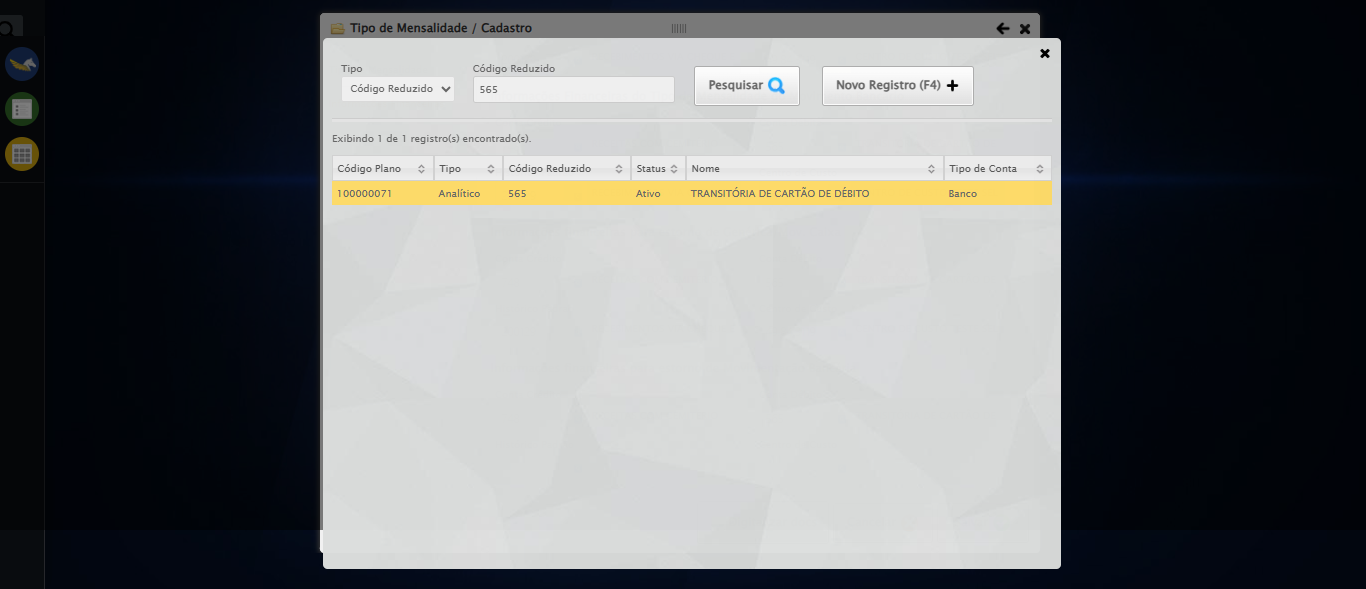 Tipo de Mensalidade / Cadastro
Tipo Código Reduzido
Código Reduzido 565 Pesquisar Novo Registro (F4)
Exibindo 1 de 1 registro(s) encontrado(s).
Código Plano Tipo Código Reduzido Status Nome Tipo de Conta
100000071 Analítico 565 Ativo TRANSITÓRIA DE CARTÃO DE DÉBITO Banco